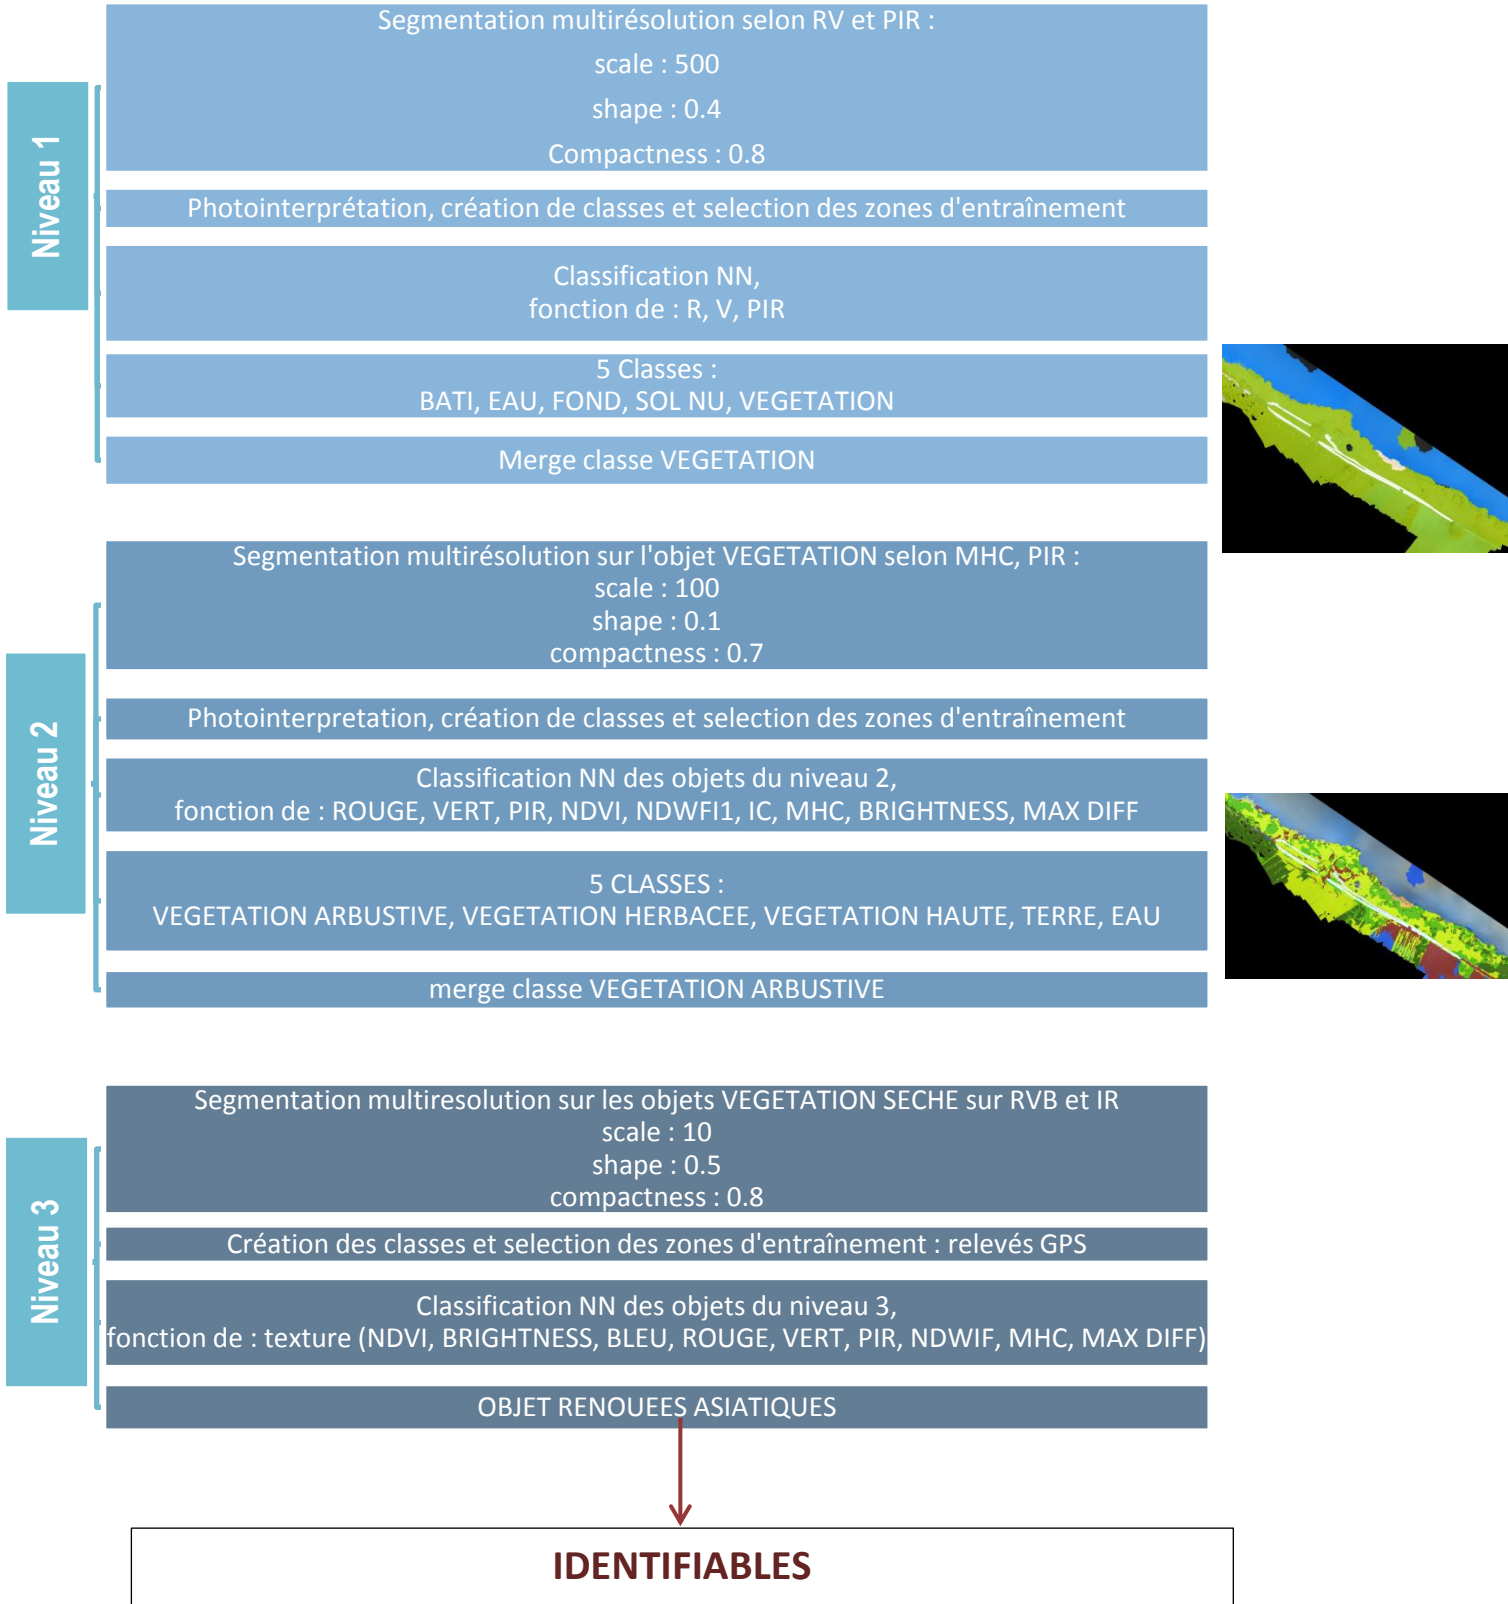 Niveau 1
Segmentation multirésolution selon RV et PIR :
scale : 500
shape : 0.4
Compactness : 0.8
Photointerprétation, création de classes et selection des zones d'entraînement
Classification NN,
fonction de : R, V, PIR
5 Classes :
BATI, EAU, FOND, SOL NU, VEGETATION
Merge classe VEGETATION
Niveau 2
Segmentation multirésolution sur l'objet VEGETATION selon MHC, PIR :
scale : 100
shape : 0.1
compactness : 0.7
Photointerpretation, création de classes et selection des zones d'entraînement
Classification NN des objets du niveau 2,
fonction de : ROUGE, VERT, PIR, NDVI, NDWFI1, IC, MHC, BRIGHTNESS, MAX DIFF
5 CLASSES :
VEGETATION ARBUSTIVE, VEGETATION HERBACEE, VEGETATION HAUTE, TERRE, EAU
merge classe VEGETATION ARBUSTIVE
Niveau 3
Segmentation multiresolution sur les objets VEGETATION SECHE sur RVB et IR
scale : 10
shape : 0.5
compactness : 0.8
Création des classes et selection des zones d'entraînement : relevés GPS
Classification NN des objets du niveau 3,
fonction de : texture (NDVI, BRIGHTNESS, BLEU, ROUGE, VERT, PIR, NDWIF, MHC, MAX DIFF)
OBJET RENOUEES ASIATIQUES
IDENTIFIABLES